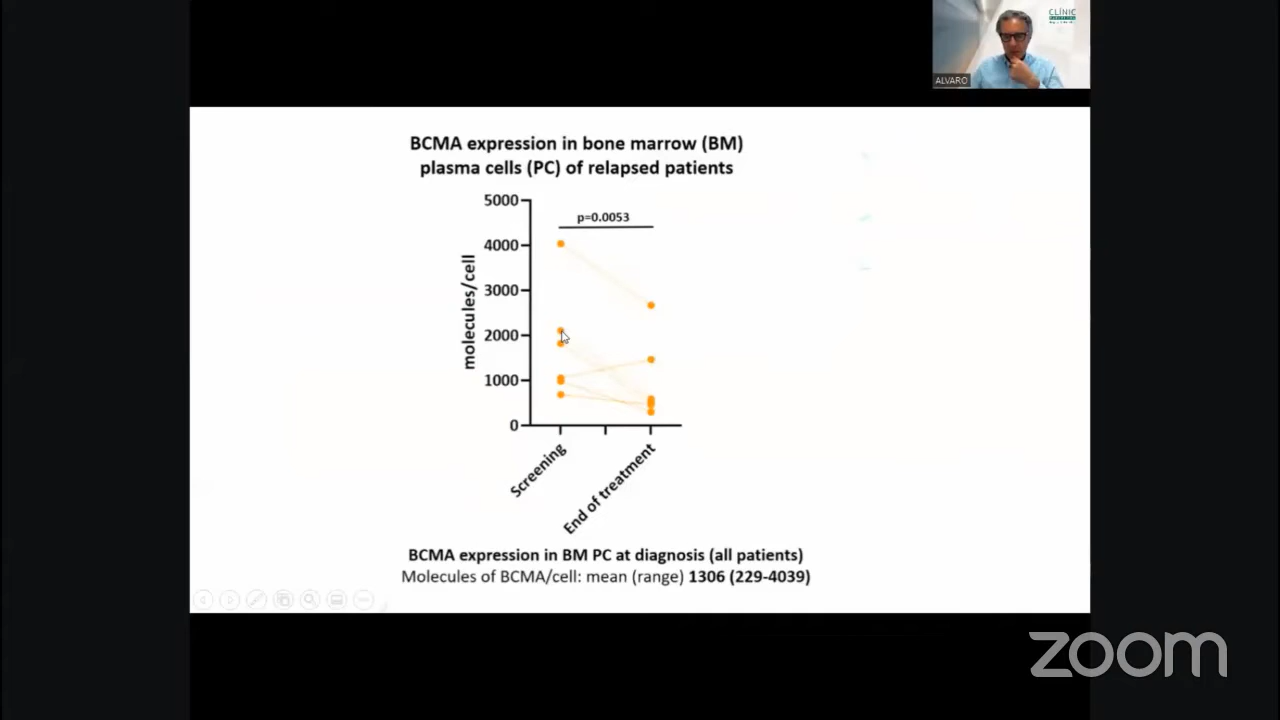 CLÍNIC
ALVARO
BCMA expression in bone marrow (BM)
plasma cells (PC) of relapsed patients
5000
p=0.0053
4000
3000
2000
1000
0
molecules/cell
Screening
End of treatment
BCMA expression in BM PC at diagnosis (all patients)
Molecules of BCMA/cell: mean (range) 1306 (229-4039)
zoom